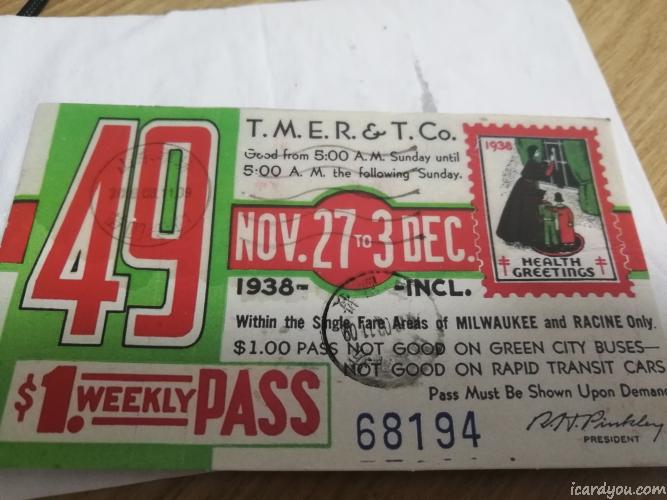 49
T.M.E.R. & T. Co.
Good from 5:00 A.M. Sunday until
5:00 A.M. the following Sunday.
NOV. 27 TO 3 DEC.
1938- -INCL.
1938
HEALTH
GREETINGS
Within the Single Fare Areas of MILWAUKEE and RACINE Only.
$1.00 PASS NOT GOOD ON GREEN CITY BUSES—
NOT GOOD ON RAPID TRANSIT CARS
Pass Must Be Shown Upon Deman
$1. WEEKLY PASS
68194
R.H. Pinkley
PRESIDENT
icardyou.com